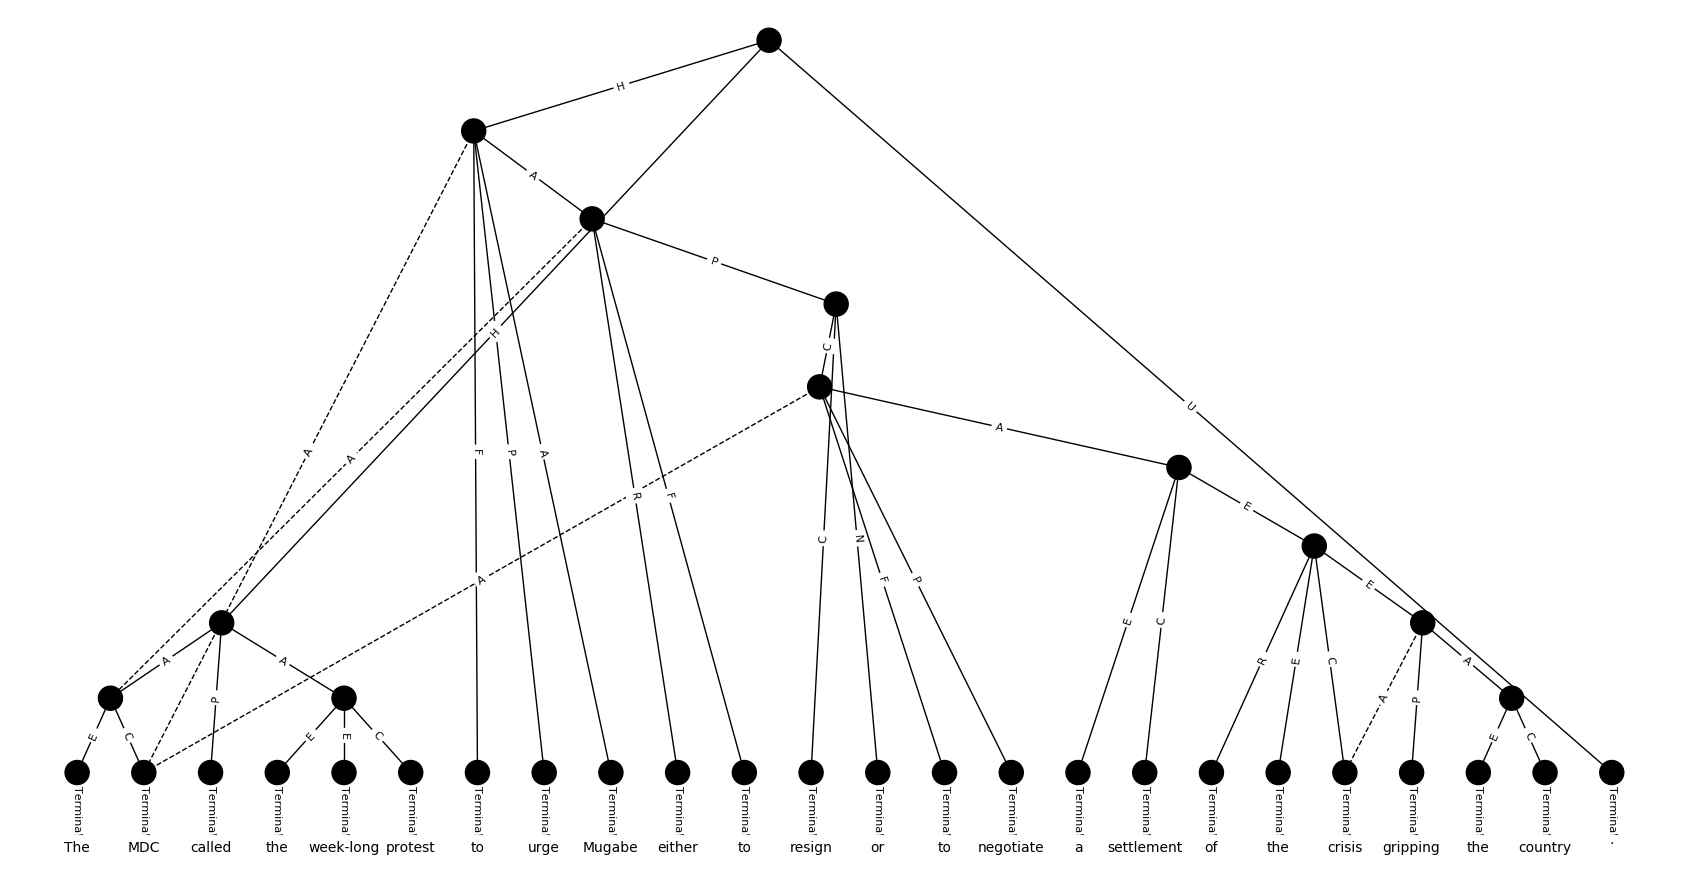 H
A
P
H
C
U
A
A
A
F
P
A
R
F
C
N
E
A
F
P
E
E
C
A
A
R
E
C
A
P
A
P
E
C
E
E
C
E
C
Terminal Terminal Terminal Terminal Terminal Terminal Terminal Terminal Terminal Terminal Terminal Terminal Terminal Terminal Terminal Terminal Terminal Terminal Terminal Terminal Terminal Terminal Terminal Terminal
The MDC called the week-long protest to urge Mugabe either to resign or to negotiate a settlement of the crisis gripping the country .